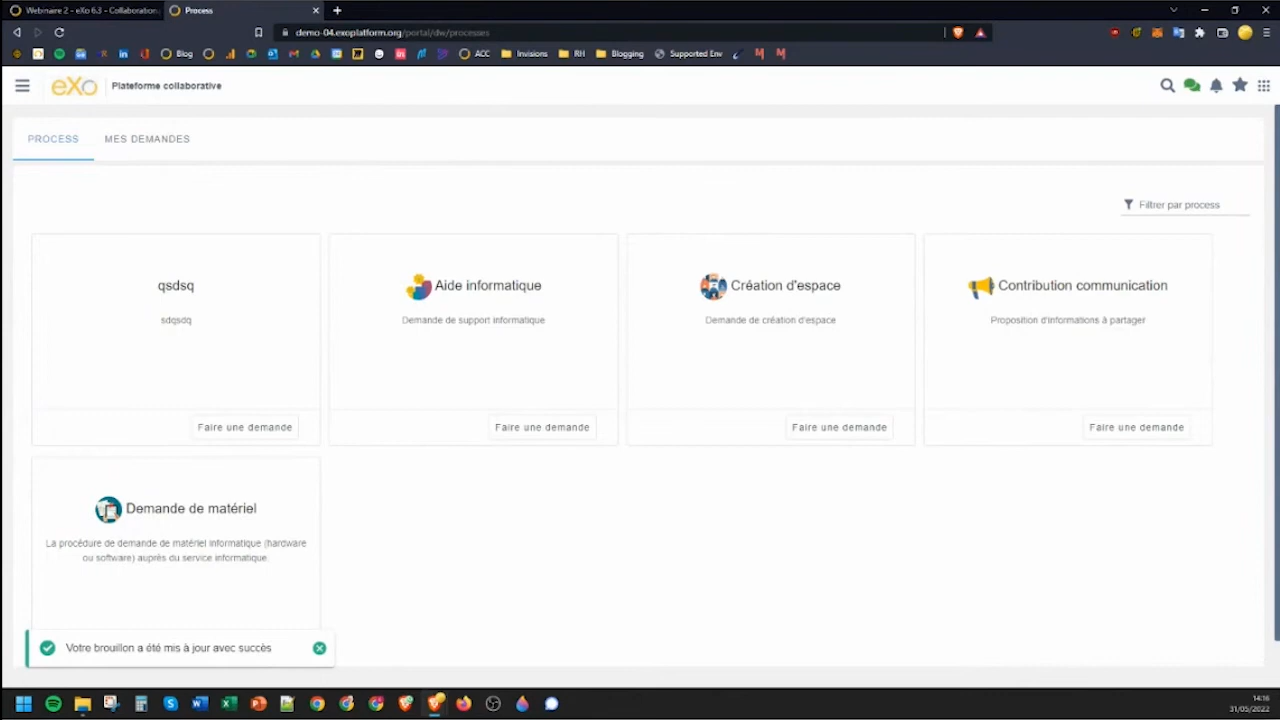 Webinaire 2 - eXo 6.3 - Collaboration
Process
demo-04.exoplatform.org/portal/dw/processes
Blog
ACC
Invisions
RH
Blogging
Supported Env
eXo
Plateforme collaborative
PROCESS
MES DEMANDES
Filtrer par process
qsdsq
sdqsdq
Faire une demande
Aide informatique
Demande de support informatique
Faire une demande
Création d'espace
Demande de création d'espace
Faire une demande
Contribution communication
Proposition d'informations à partager
Faire une demande
Demande de matériel
La procédure de demande de matériel informatique (hardware
ou software) auprès du service informatique.
Votre brouillon a été mis à jour avec succès
14:16
31/05/2022